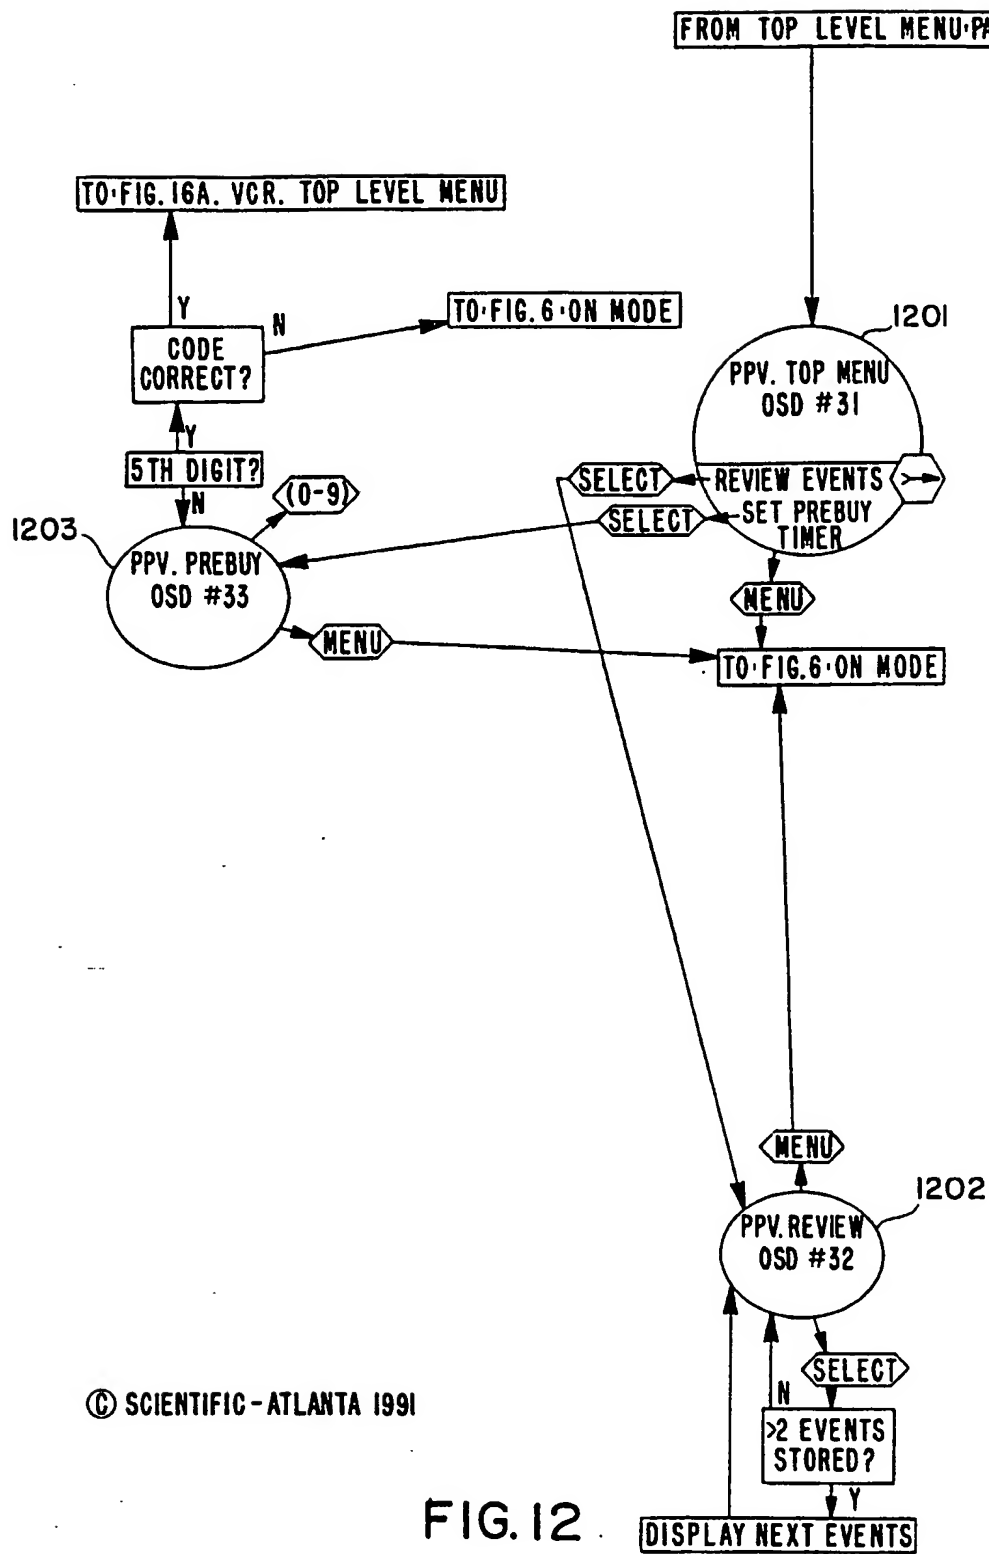 FROM TOP LEVEL MENU·PA
TO·FIG.16A. VCR. TOP LEVEL MENU
Y
N
TO·FIG.6·ON MODE
CODE
CORRECT?
1201
PPV. TOP MENU
OSD #31
Y
5TH DIGIT?
N
(0-9)
SELECT
REVIEW EVENTS
>
SELECT
SET PREBUY
TIMER
1203
PPV. PREBUY
OSD #33
MENU
MENU
TO·FIG.6·ON MODE
MENU
1202
PPV. REVIEW
OSD #32
SELECT
N
>2 EVENTS
STORED?
Y
DISPLAY NEXT EVENTS
© SCIENTIFIC-ATLANTA 1991
FIG. 12